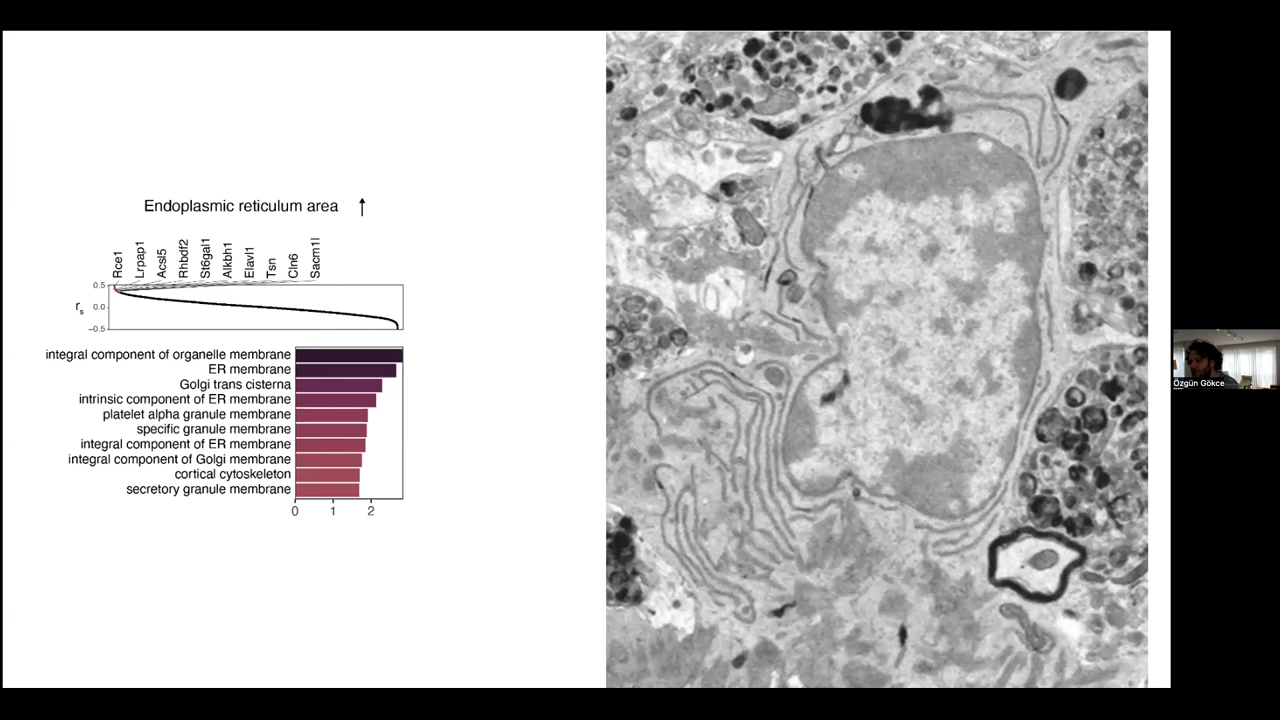 Endoplasmic reticulum area ↑
Rce1
Lrpap1
Acsl5
Rhbdf2
St6gal1
Alkbh1
Elavl1
Tsn
Cln6
Sacm1l
0.5
rs 0.0
−0.5
integral component of organelle membrane
ER membrane
Golgi trans cisterna
intrinsic component of ER membrane
platelet alpha granule membrane
specific granule membrane
integral component of ER membrane
integral component of Golgi membrane
cortical cytoskeleton
secretory granule membrane
0 1 2
Özgün Gökce